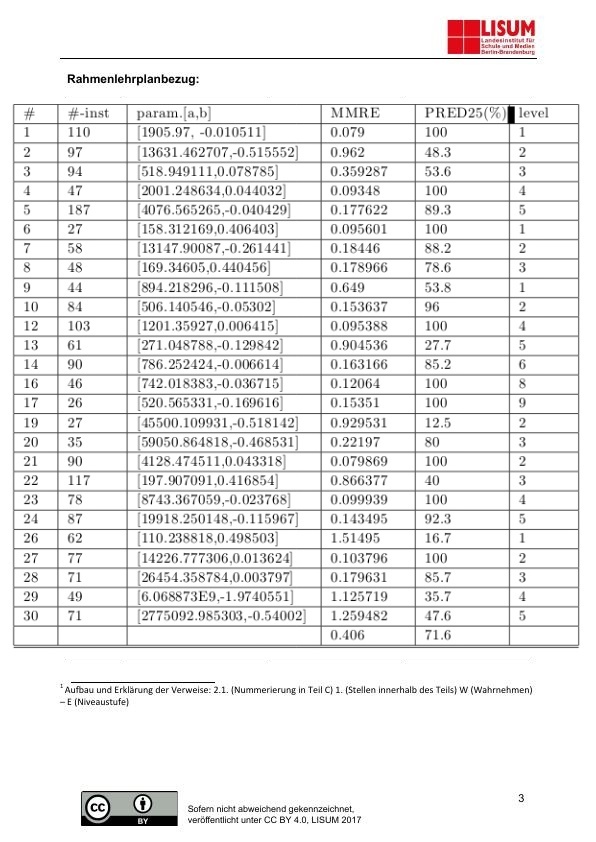 LISUM
Landesinstitut für
Schule und Medien
Berlin-Brandenburg
Rahmenlehrplanbezug:
# #-inst param.[a,b] MMRE PRED25(%) level
1 110 [1905.97, -0.010511] 0.079 100 1
2 97 [13631.462707,-0.515552] 0.962 48.3 2
3 94 [518.949111,0.078785] 0.359287 53.6 3
4 47 [2001.248634,0.044032] 0.09348 100 4
5 187 [4076.565265,-0.040429] 0.177622 89.3 5
6 27 [158.312169,0.406403] 0.095601 100 1
7 58 [13147.90087,-0.261441] 0.18446 88.2 2
8 48 [169.34605,0.440456] 0.178966 78.6 3
9 44 [894.218296,-0.111508] 0.649 53.8 1
10 84 [506.140546,-0.05302] 0.153637 96 2
12 103 [1201.35927,0.006415] 0.095388 100 4
13 61 [271.048788,-0.129842] 0.904536 27.7 5
14 90 [786.252424,-0.006614] 0.163166 85.2 6
16 46 [742.018383,-0.036715] 0.12064 100 8
17 26 [520.565331,-0.169616] 0.15351 100 9
19 27 [45500.109931,-0.518142] 0.929531 12.5 2
20 35 [59050.864818,-0.468531] 0.22197 80 3
21 90 [4128.474511,0.043318] 0.079869 100 2
22 117 [197.907091,0.416854] 0.866377 40 3
23 78 [8743.367059,-0.023768] 0.099939 100 4
24 87 [19918.250148,-0.115967] 0.143495 92.3 5
26 62 [110.238818,0.498503] 1.51495 16.7 1
27 77 [14226.777306,0.013624] 0.103796 100 2
28 71 [26454.358784,0.003797] 0.179631 85.7 3
29 49 [6.068873E9,-1.9740551] 1.125719 35.7 4
30 71 [2775092.985303,-0.54002] 1.259482 47.6 5
0.406 71.6
1 Aufbau und Erklärung der Verweise: 2.1. (Nummerierung in Teil C) 1. (Stellen innerhalb des Teils) W (Wahrnehmen)
– E (Niveaustufe)
3
cc BY
Sofern nicht abweichend gekennzeichnet,
veröffentlicht unter CC BY 4.0, LISUM 2017